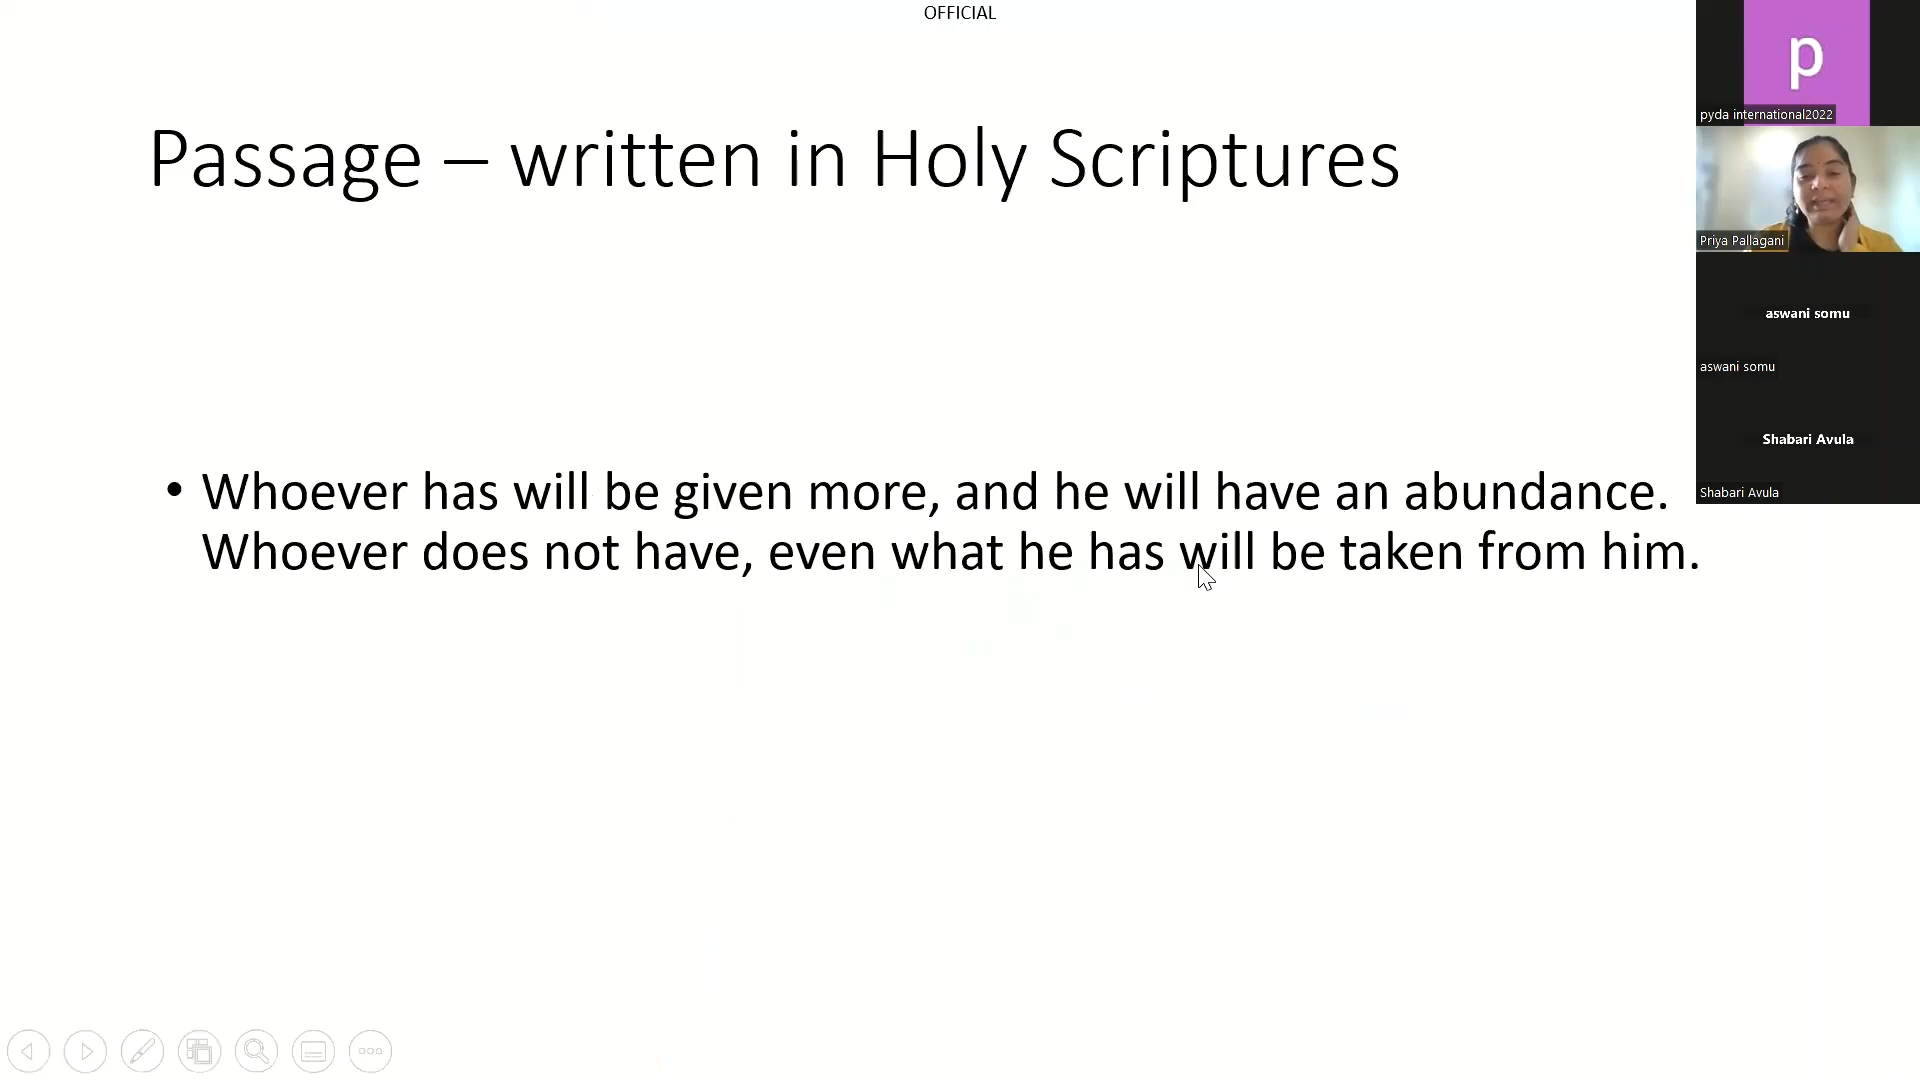 OFFICIAL
Passage – written in Holy Scriptures
• Whoever has will be given more, and he will have an abundance.
Whoever does not have, even what he has will be taken from him.
p
pyda international2022
Priya Pallagani
aswani somu
aswani somu
Shabari Avula
Shabari Avula